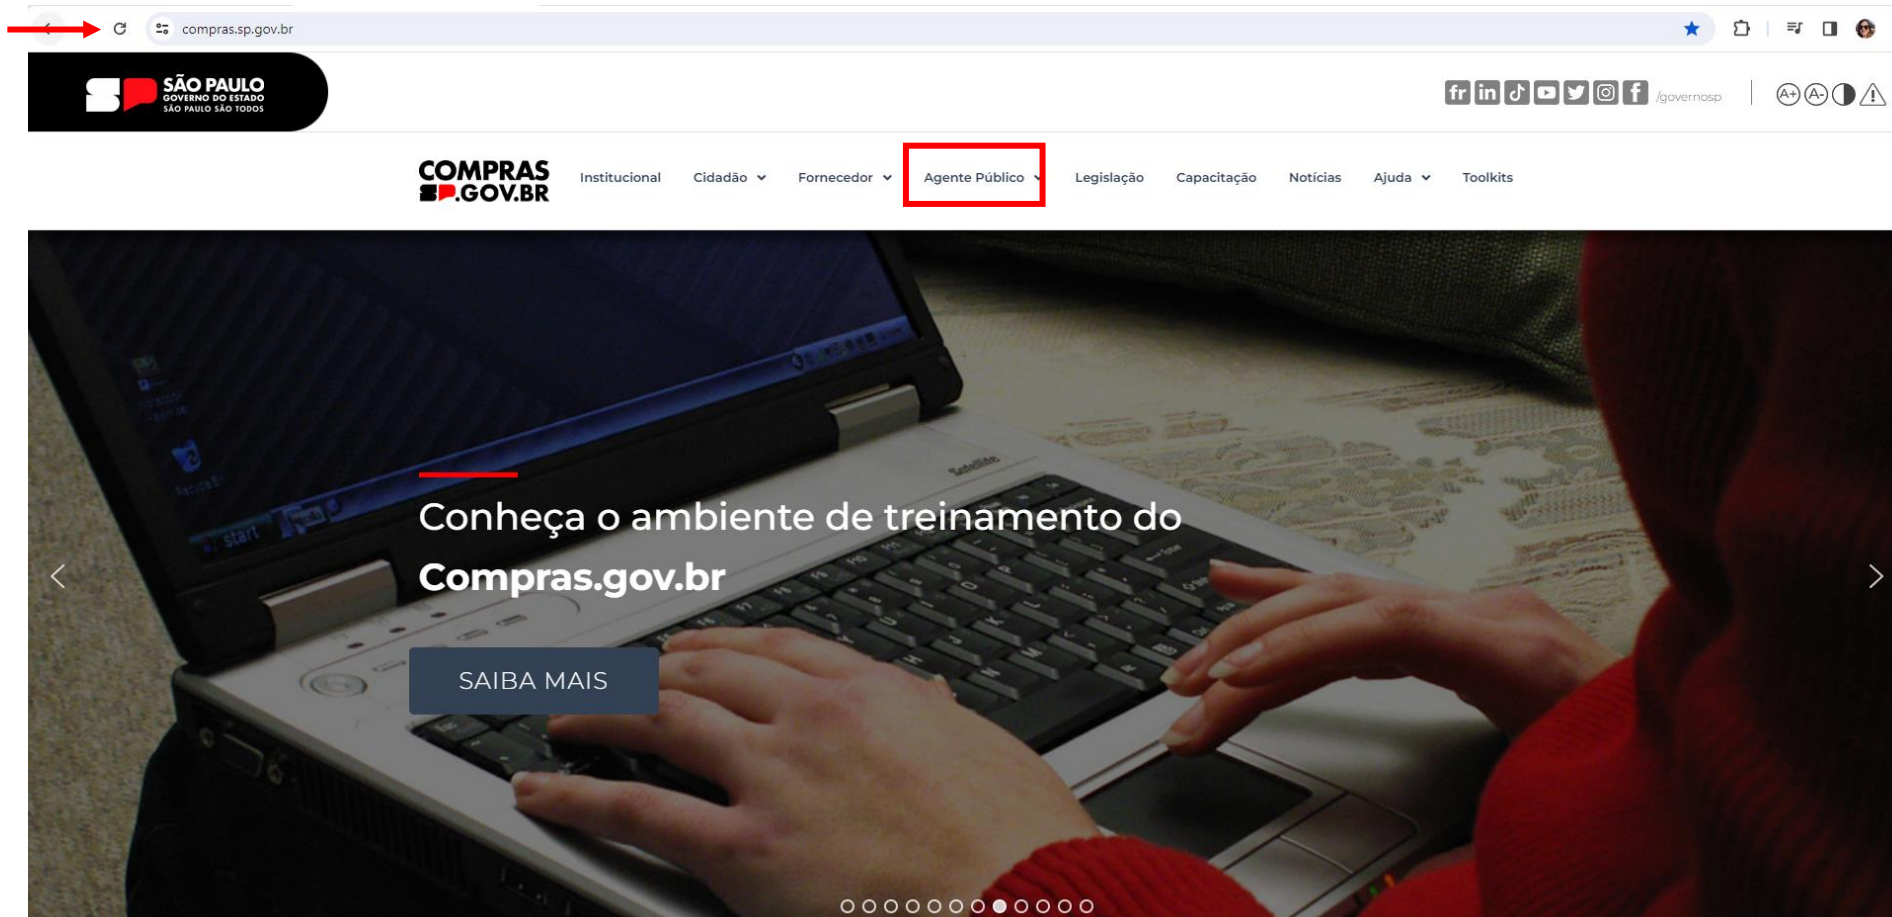 compras.sp.gov.br
SÃO PAULO
GOVERNO DO ESTADO
SÃO PAULO SÃO TODOS
/governosp
A+ A-
COMPRAS
SP.GOV.BR
Institucional Cidadão Fornecedor Agente Público Legislação Capacitação Notícias Ajuda Toolkits
Satellite
start
Conheça o ambiente de treinamento do
Compras.gov.br
SAIBA MAIS